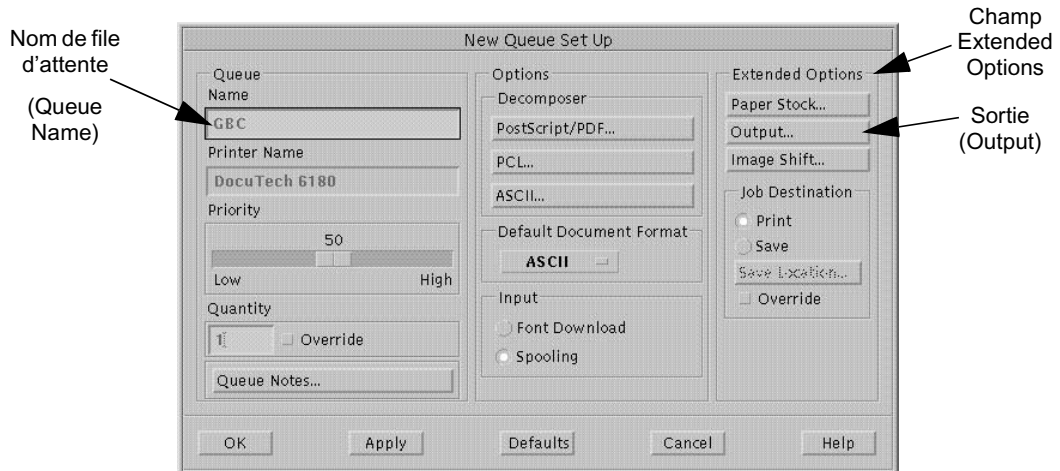 Nom de file
d'attente
(Queue
Name)
New Queue Set Up
Queue
Name
GBC
Printer Name
DocuTech 6180
Priority
50
Low High
Quantity
1 Override
Queue Notes...
Options
Decomposer
PostScript/PDF...
PCL...
ASCII...
Default Document Format
ASCII
Input
Font Download
Spooling
Extended Options
Paper Stock...
Output...
Image Shift...
Job Destination
Print
Save
Save Location...
Override
OK Apply Defaults Cancel Help
Champ
Extended
Options
Sortie
(Output)